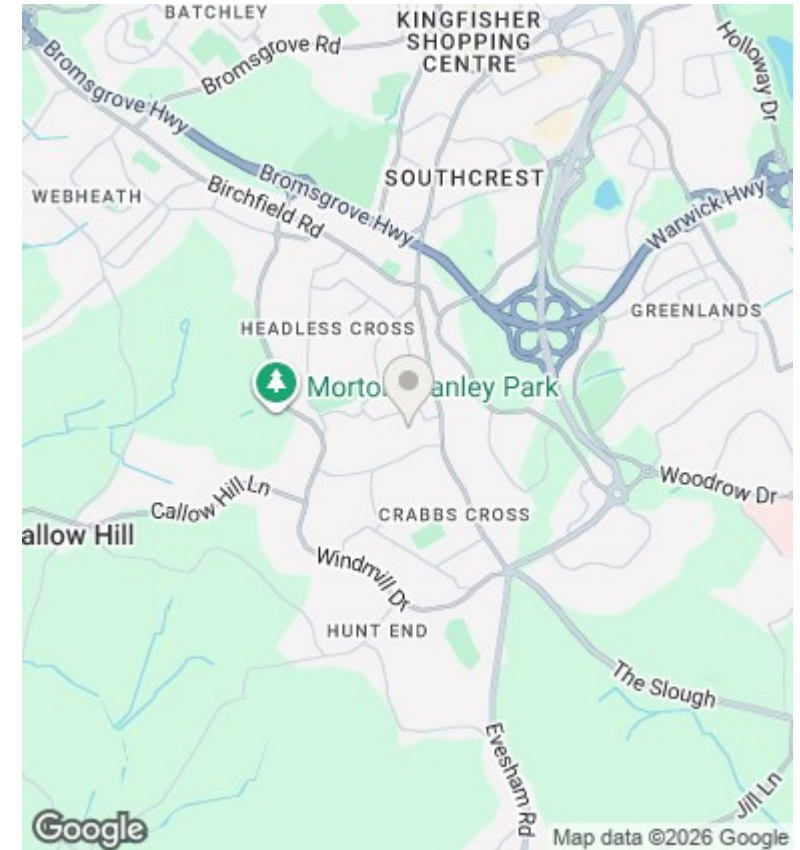 BATCHLEY
KINGFISHER
SHOPPING
CENTRE
Bromsgrove Rd
Holloway Dr
Bromsgrove Hwy
Bromsgrove Hwy
SOUTHCREST
WEBHEATH
Birchfield Rd
Warwick Hwy
GREENLANDS
HEADLESS CROSS
Morto anley Park
Woodrow Dr
Callow Hill Ln
CRABBS CROSS
allow Hill
Windmill Dr
HUNT END
The Slough
Evesham Rd
Jill Ln
Google
Map data ©2026 Google